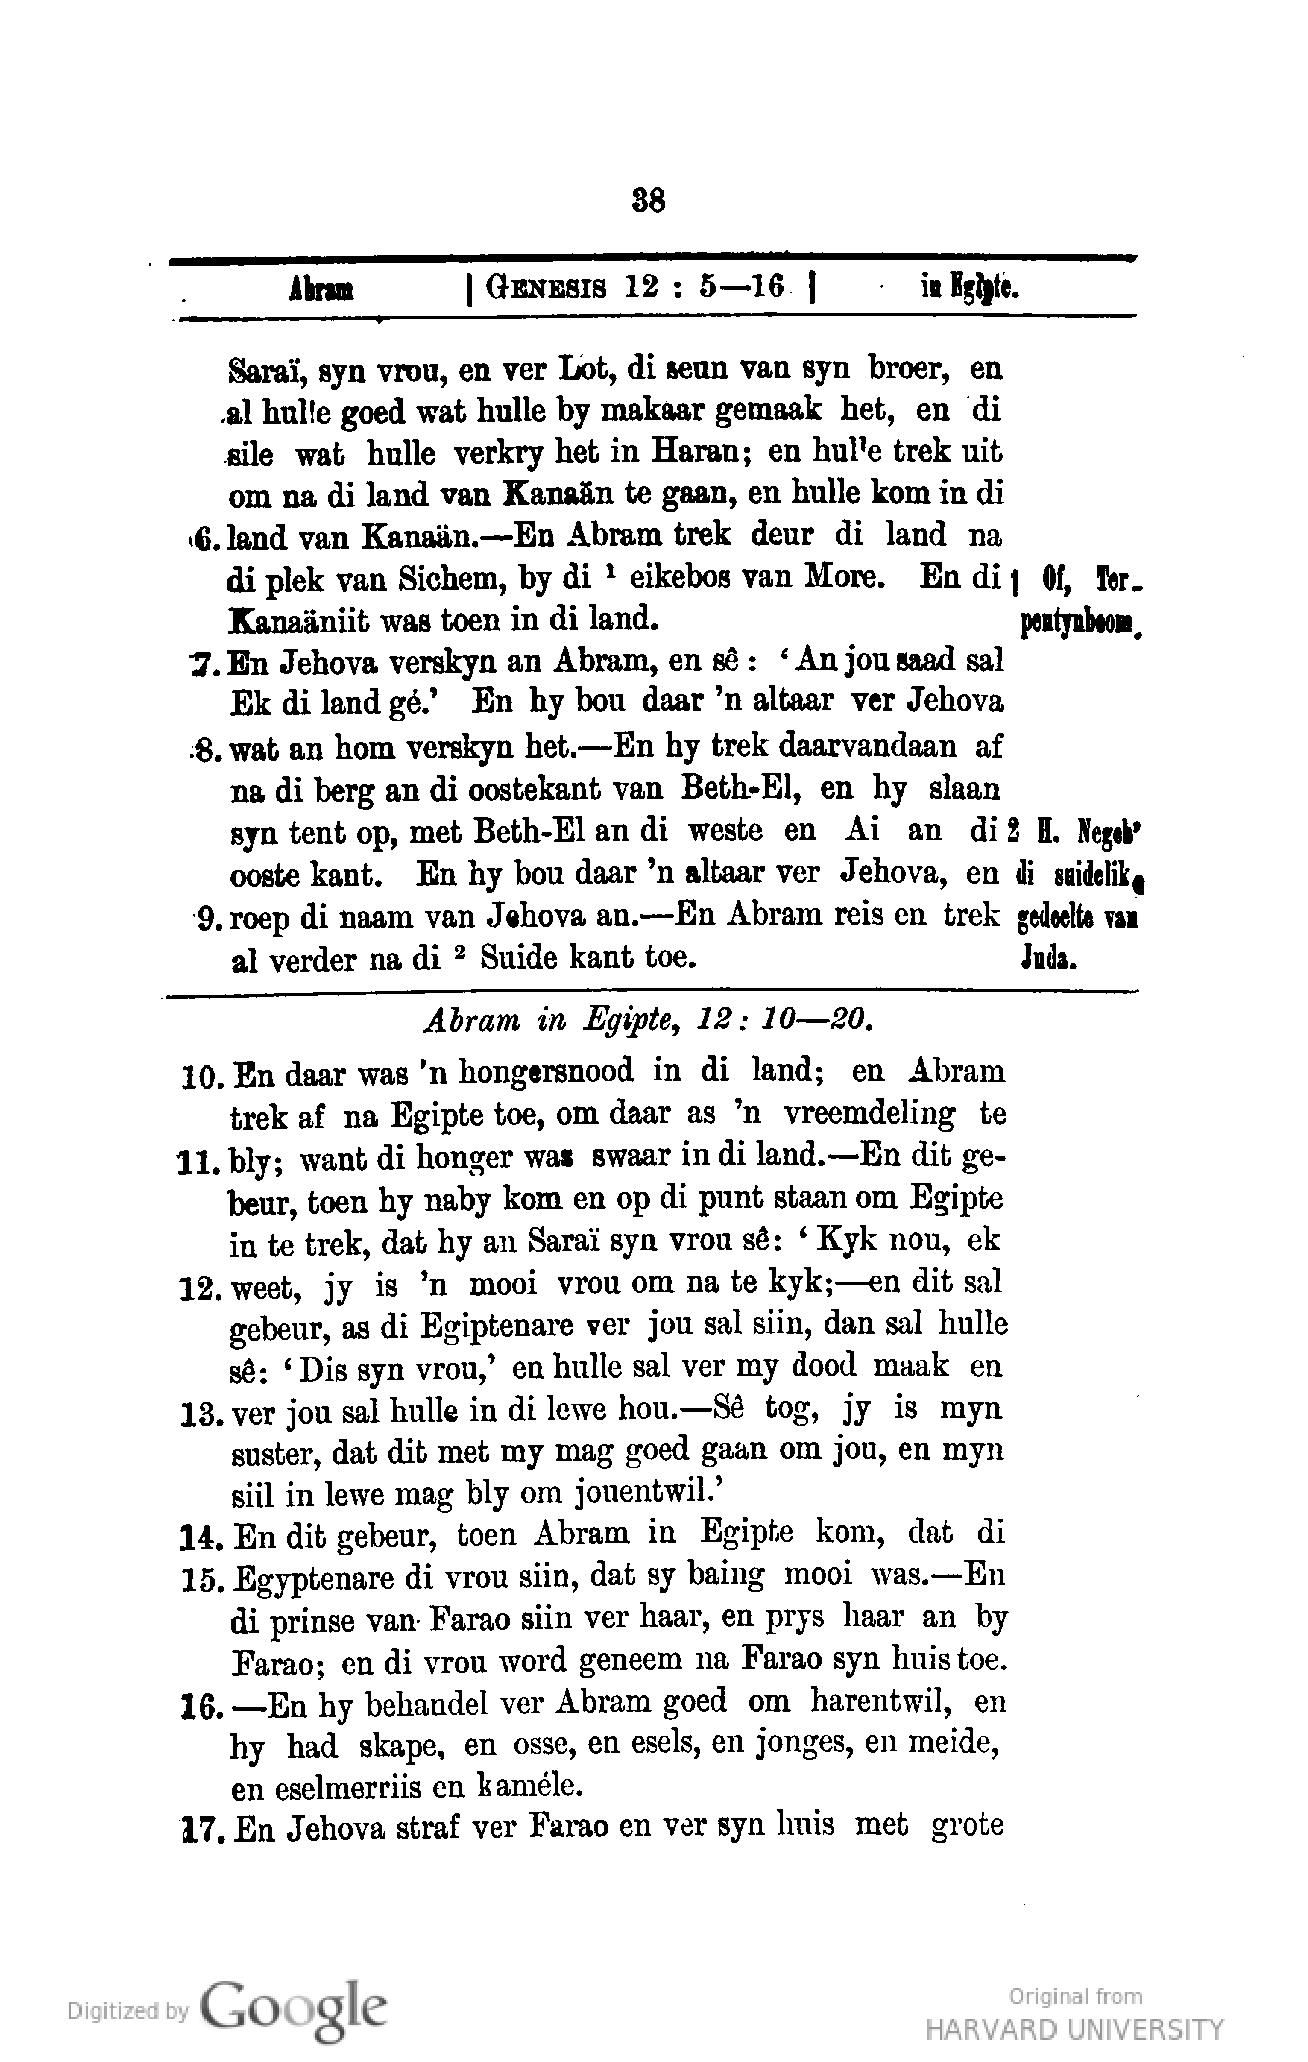 38
Abram | GENESIS 12 : 5—16 | in Egipte.
Saraï, syn vrou, en ver Lot, di seun van syn broer, en
al hulle goed wat hulle by makaar gemaak het, en di
sile wat hulle verkry het in Haran; en hulle trek uit
om na di land van Kanaän te gaan, en hulle kom in di
6. land van Kanaän.—En Abram trek deur di land na
di plek van Sichem, by di ¹ eikebos van More. En di
Kanaäniit was toen in di land.
1 Of, Ter-
pentynboom.
7. En Jehova verskyn an Abram, en sê : ‘ An jou saad sal
Ek di land gé.’ En hy bou daar ’n altaar ver Jehova
8. wat an hom verskyn het.—En hy trek daarvandaan af
na di berg an di oostekant van Beth-El, en hy slaan
syn tent op, met Beth-El an di weste en Ai an di
ooste kant. En hy bou daar ’n altaar ver Jehova, en
9. roep di naam van Jehova an.—En Abram reis en trek
al verder na di ² Suide kant toe.
2 H. Negeb’
di suidelik
gedeelte van
Juda.
Abram in Egipte, 12 : 10—20.
10. En daar was ’n hongersnood in di land; en Abram
trek af na Egipte toe, om daar as ’n vreemdeling te
11. bly; want di honger was swaar in di land.—En dit ge-
beur, toen hy naby kom en op di punt staan om Egipte
in te trek, dat hy an Saraï syn vrou sê: ‘ Kyk nou, ek
12. weet, jy is ’n mooi vrou om na te kyk;—en dit sal
gebeur, as di Egiptenare ver jou sal siin, dan sal hulle
sê: ‘ Dis syn vrou,’ en hulle sal ver my dood maak en
13. ver jou sal hulle in di lewe hou.—Sê tog, jy is myn
suster, dat dit met my mag goed gaan om jou, en myn
siil in lewe mag bly om jouentwil.’
14. En dit gebeur, toen Abram in Egipte kom, dat di
15. Egyptenare di vrou siin, dat sy baing mooi was.—En
di prinse van Farao siin ver haar, en prys haar an by
Farao; en di vrou word geneem na Farao syn huis toe.
16. —En hy behandel ver Abram goed om harentwil, en
hy had skape, en osse, en esels, en jonges, en meide,
en eselmerriis en kaméle.
17. En Jehova straf ver Farao en ver syn huis met grote
Digitized by Google
Original from
HARVARD UNIVERSITY